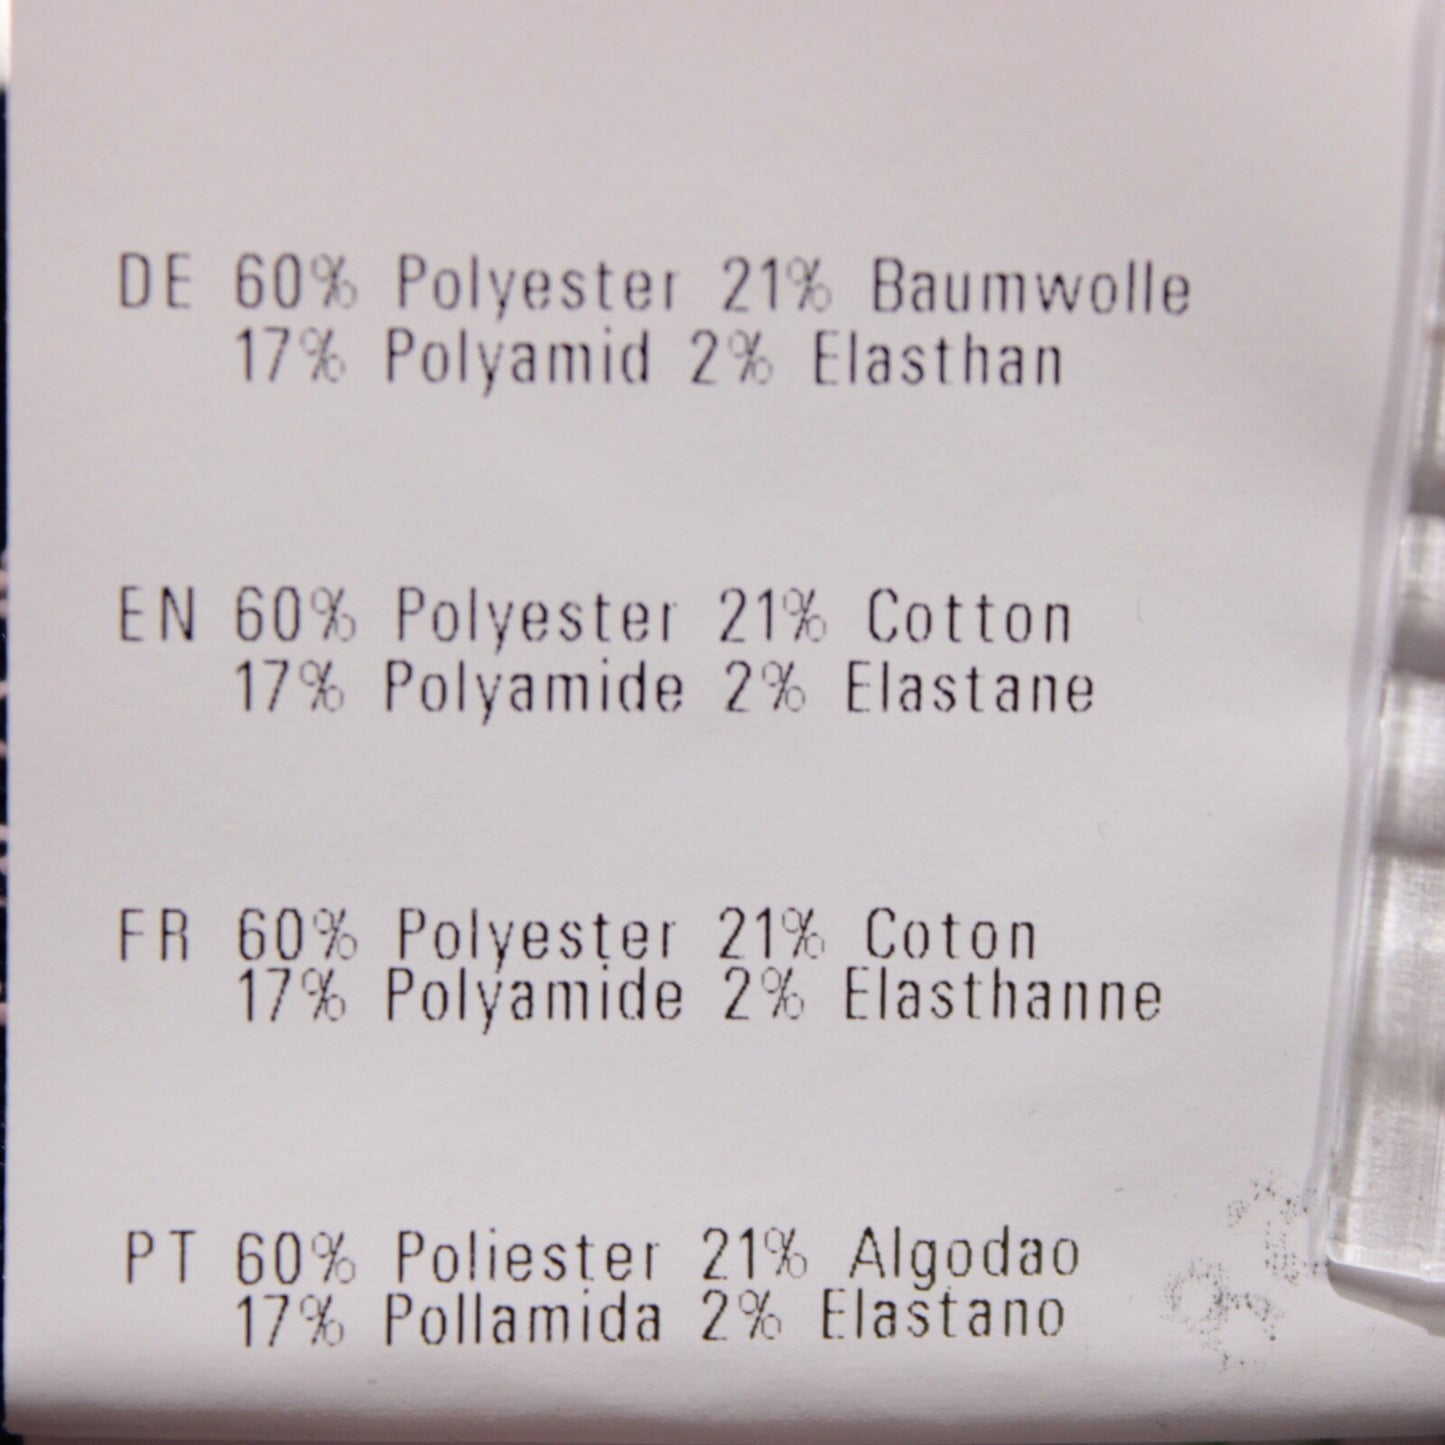 DE 60% Polyester 21% Baumwolle
17% Polyamid 2% Elasthan
EN 60% Polyester 21% Cotton
17% Polyamide 2% Elastane
FR 60% Polyester 21% Coton
17% Polyamide 2% Elasthanne
PT 60% Poliester 21% Algodao
17% Pollamida 2% Elastano